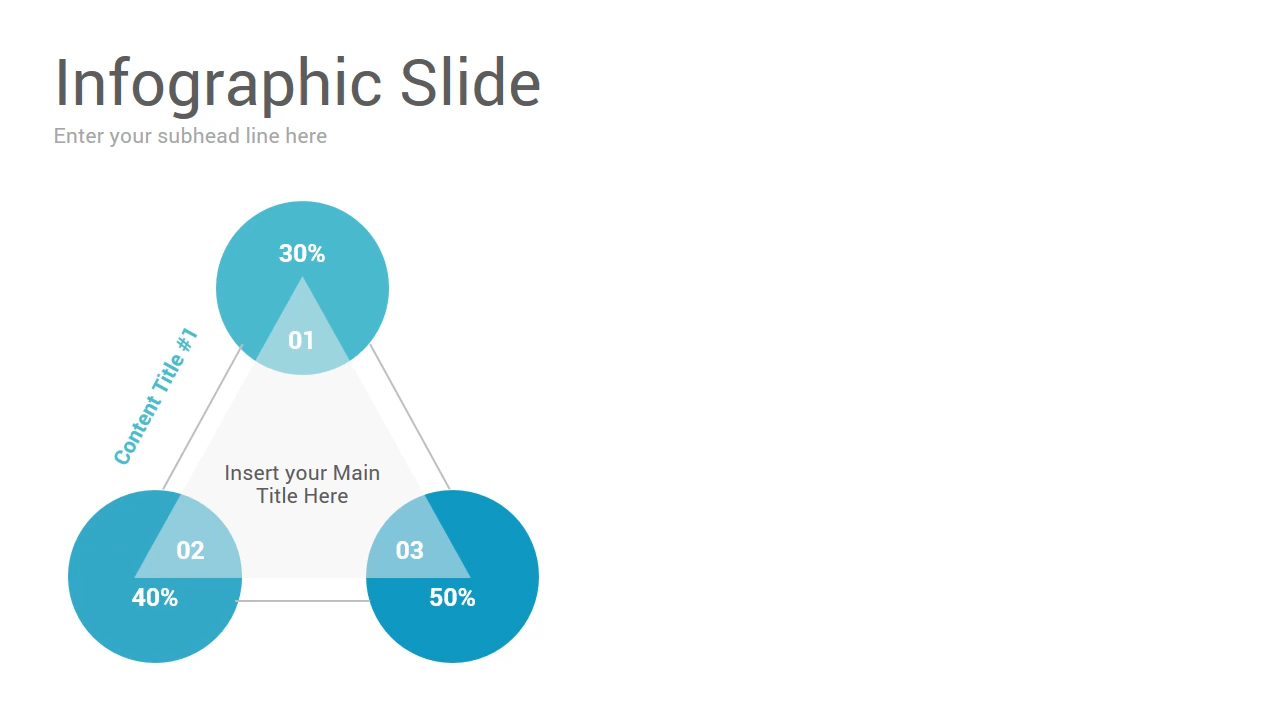 Infographic Slide
Enter your subhead line here
30%
01
Content Title #1
Insert your Main
Title Here
02
03
40%
50%